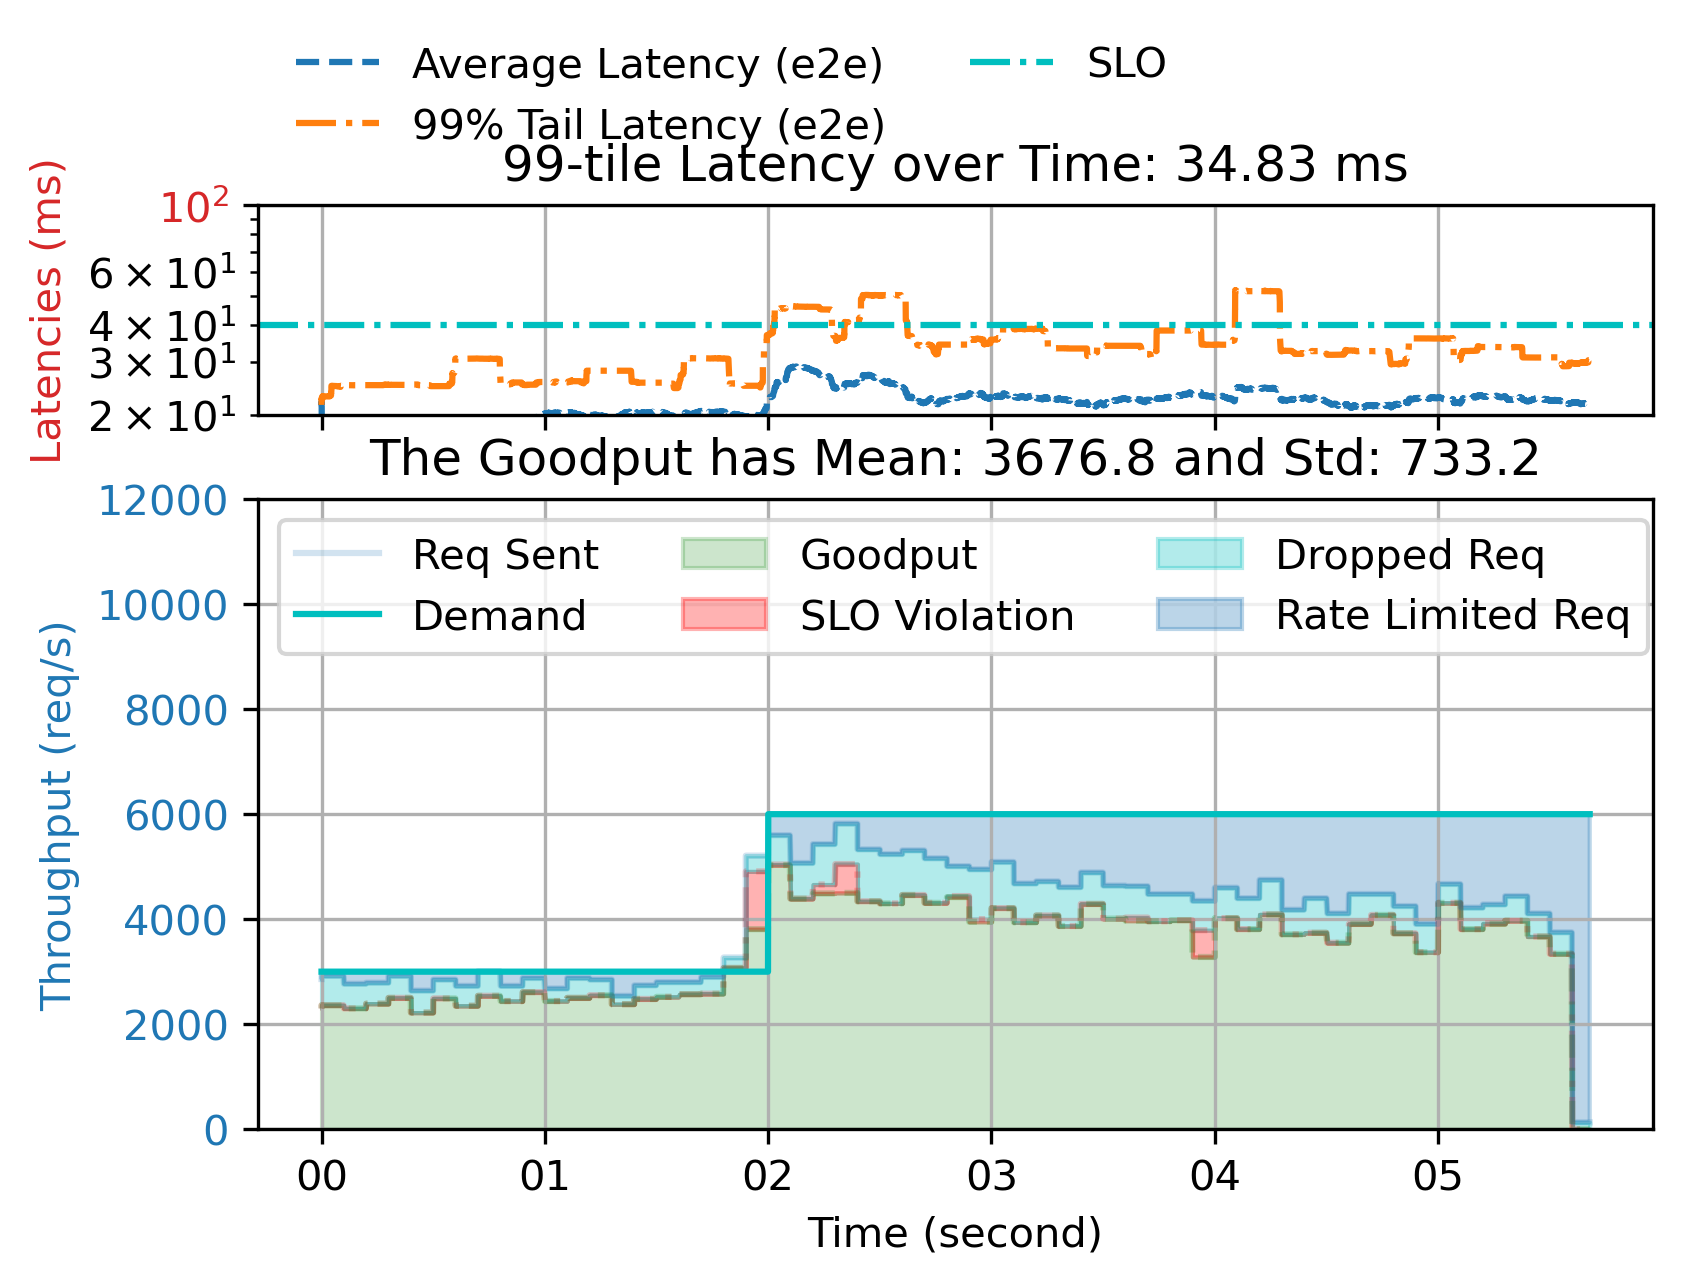 Average Latency (e2e)
SLO
99% Tail Latency (e2e)
99-tile Latency over Time: 34.83 ms
Latencies (ms)
10²
6 × 10¹
4 × 10¹
3 × 10¹
2 × 10¹
The Goodput has Mean: 3676.8 and Std: 733.2
Throughput (req/s)
12000
10000
8000
6000
4000
2000
0
Req Sent
Goodput
Dropped Req
Demand
SLO Violation
Rate Limited Req
00 01 02 03 04 05
Time (second)